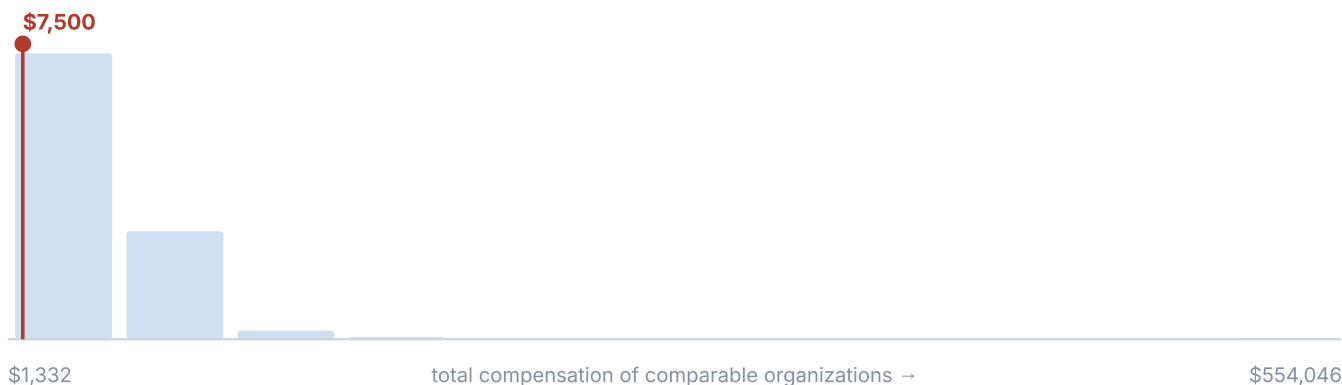 $7,500
$1,332 total compensation of comparable organizations → $554,046